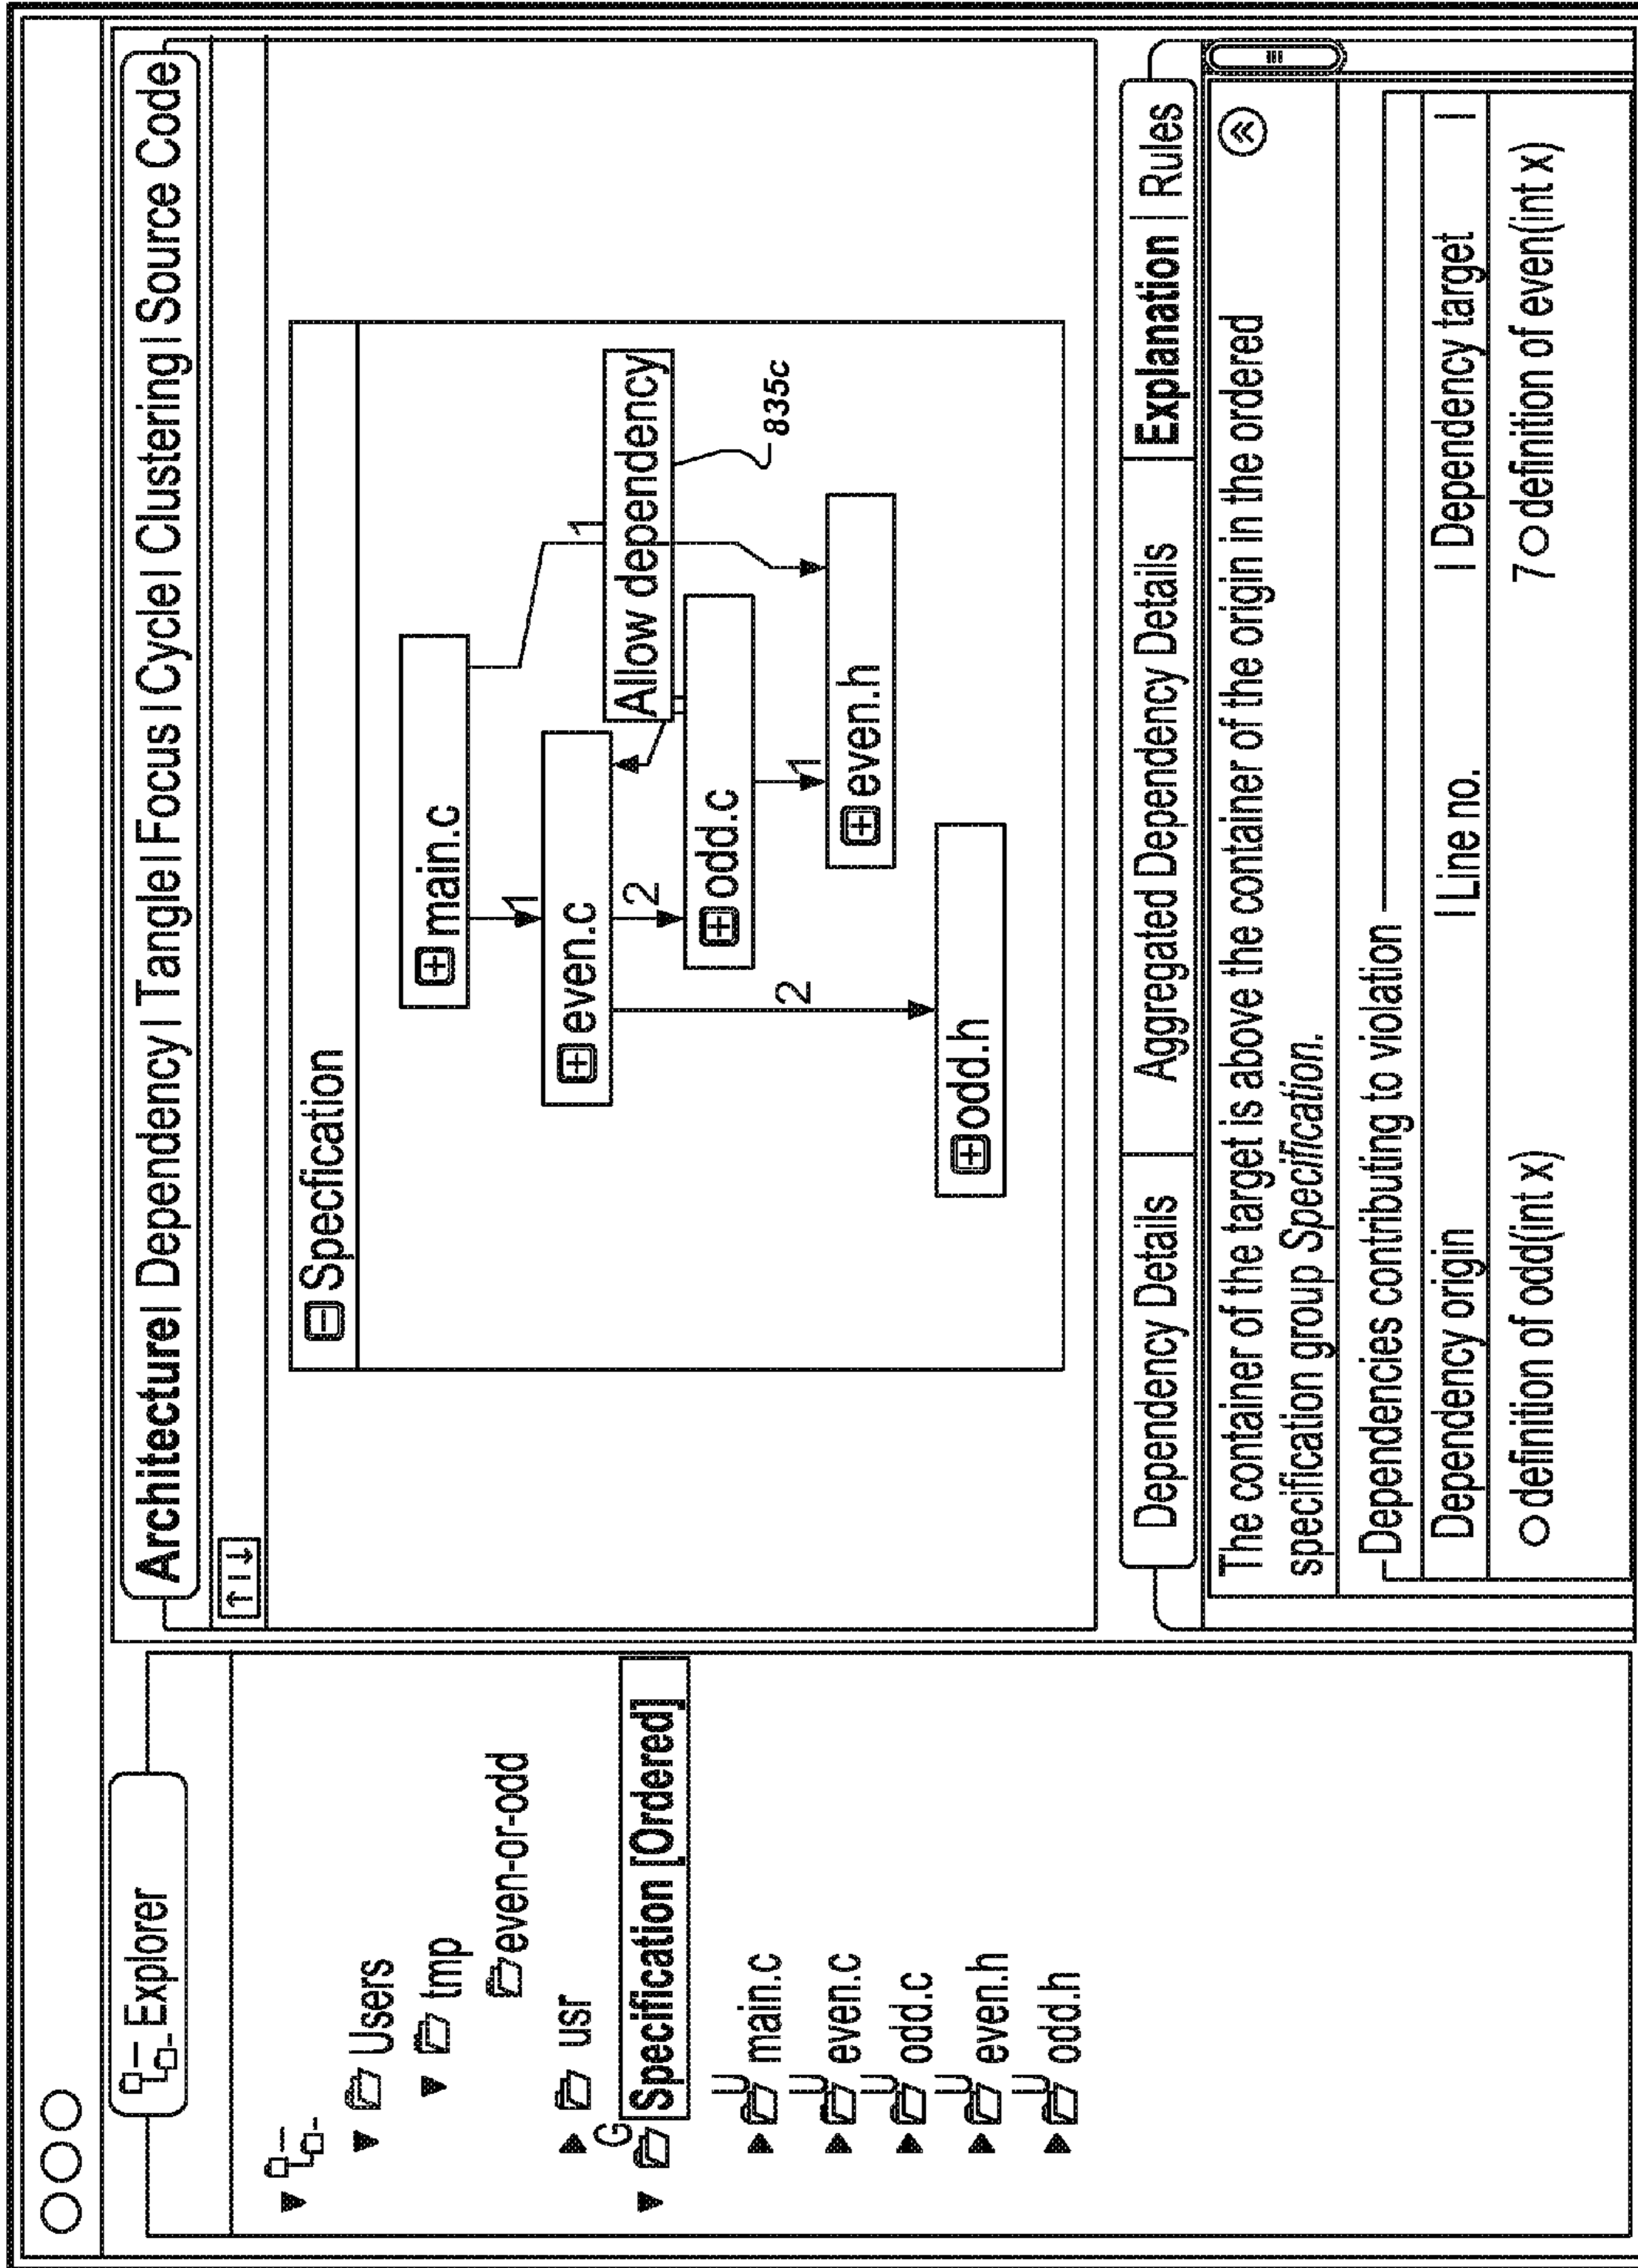 Explorer
Users
tmp
even-or-odd
usr
G
Specification [Ordered]
main.c
even.c
odd.c
even.h
odd.h
Architecture| Dependency| Tangle| Focus | Cycle| Clustering| Source Code
Specfication
main.c
1
1
even.c
Allow dependency
835c
2
odd.c
2
1
even.h
odd.h
Dependency Details Aggregated Dependency Details Explanation | Rules
The container of the target is above the container of the origin in the ordered
specification group Specification.
Dependencies contributing to violation
Dependency origin | Line no. | Dependency target |
definition of odd(int x) 7 definition of even(int x)